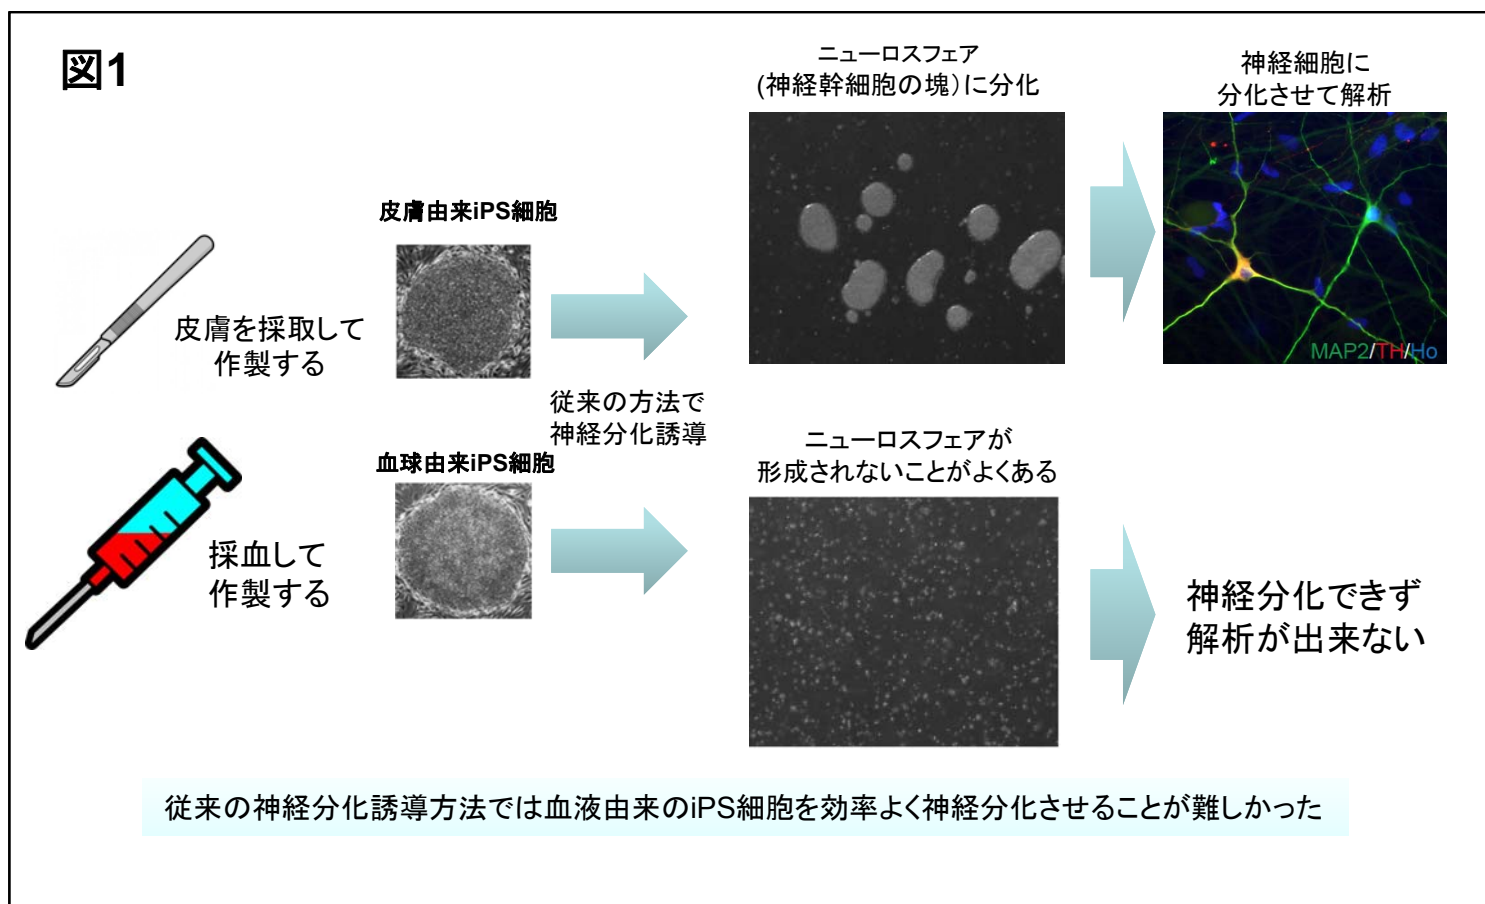 図1
ニューロスフェア
(神経幹細胞の塊）に分化
神経細胞に
分化させて解析
皮膚由来iPS細胞
皮膚を採取して
作製する
MAP2/TH/Ho
従来の方法で
神経分化誘導
血球由来iPS細胞
ニューロスフェアが
形成されないことがよくある
採血して
作製する
神経分化できず
解析が出来ない
従来の神経分化誘導方法では血液由来のiPS細胞を効率よく神経分化させることが難しかった